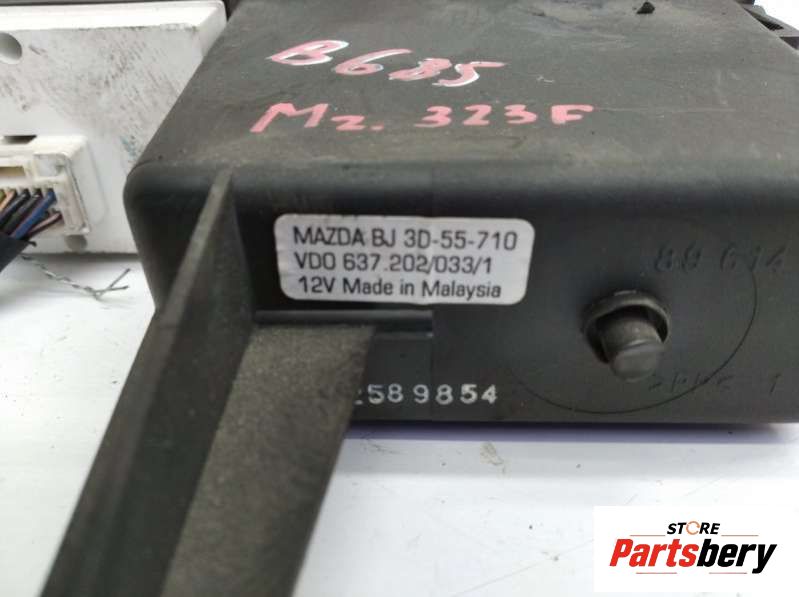 B685
Mz. 323F
MAZDA BJ 3D-55-710
VDO 637.202/033/1
12V Made in Malaysia
589854
STORE
Partsbery